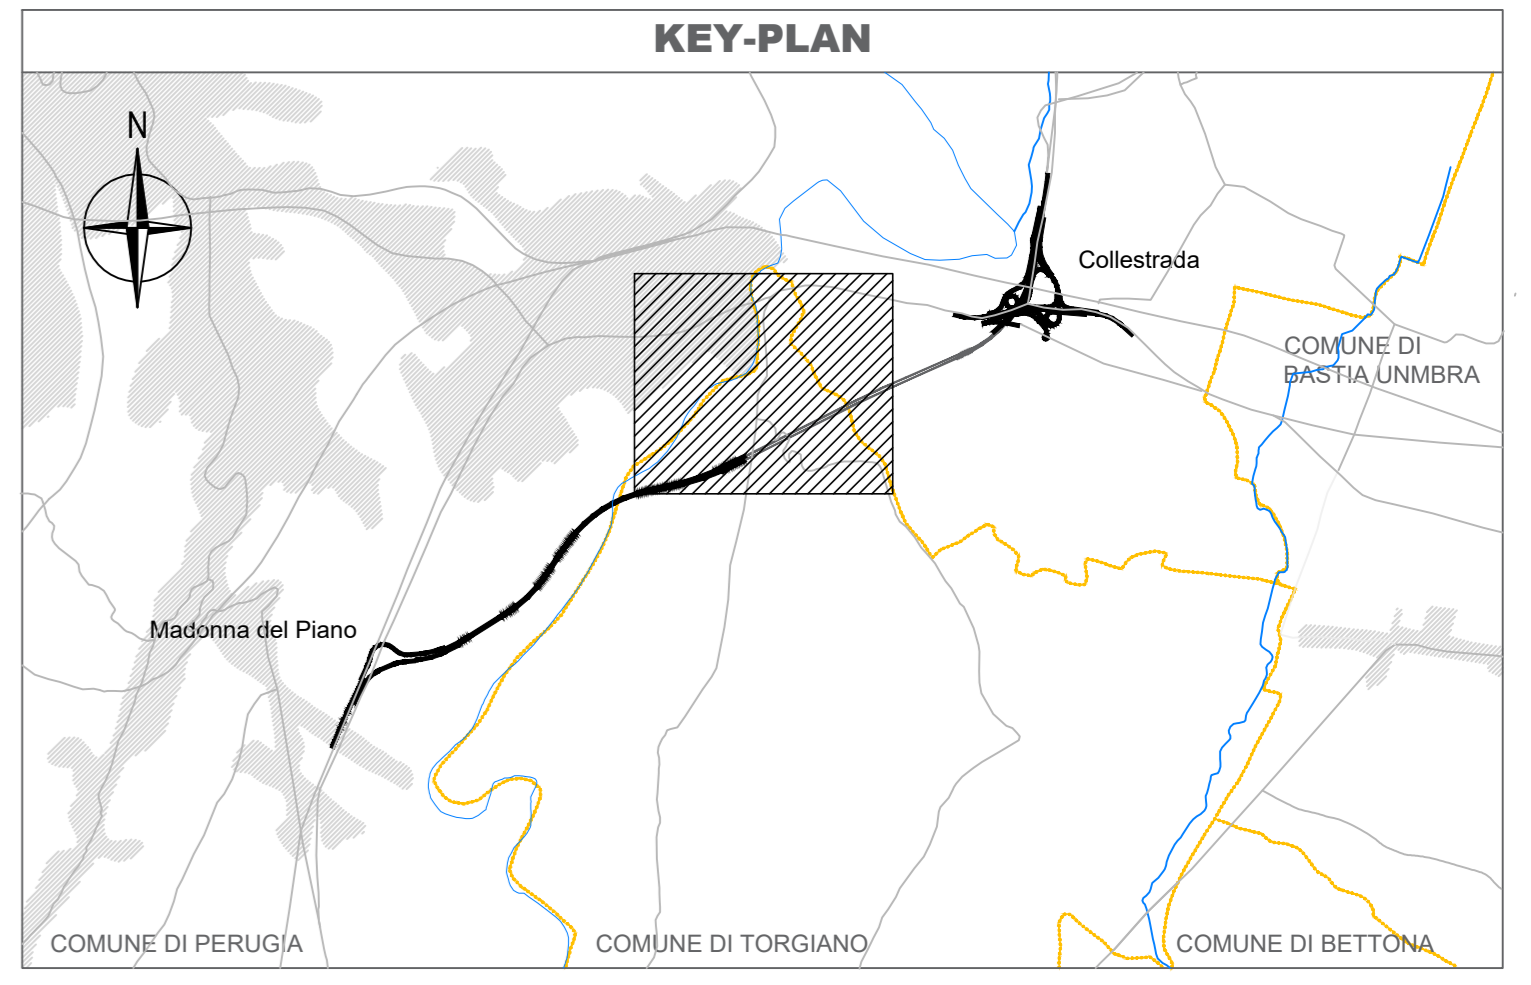 KEY-PLAN
N
Collestrada
COMUNE DI
BASTIA UNMBRA
Madonna del Piano
COMUNE DI PERUGIA
COMUNE DI TORGIANO
COMUNE DI BETTONA